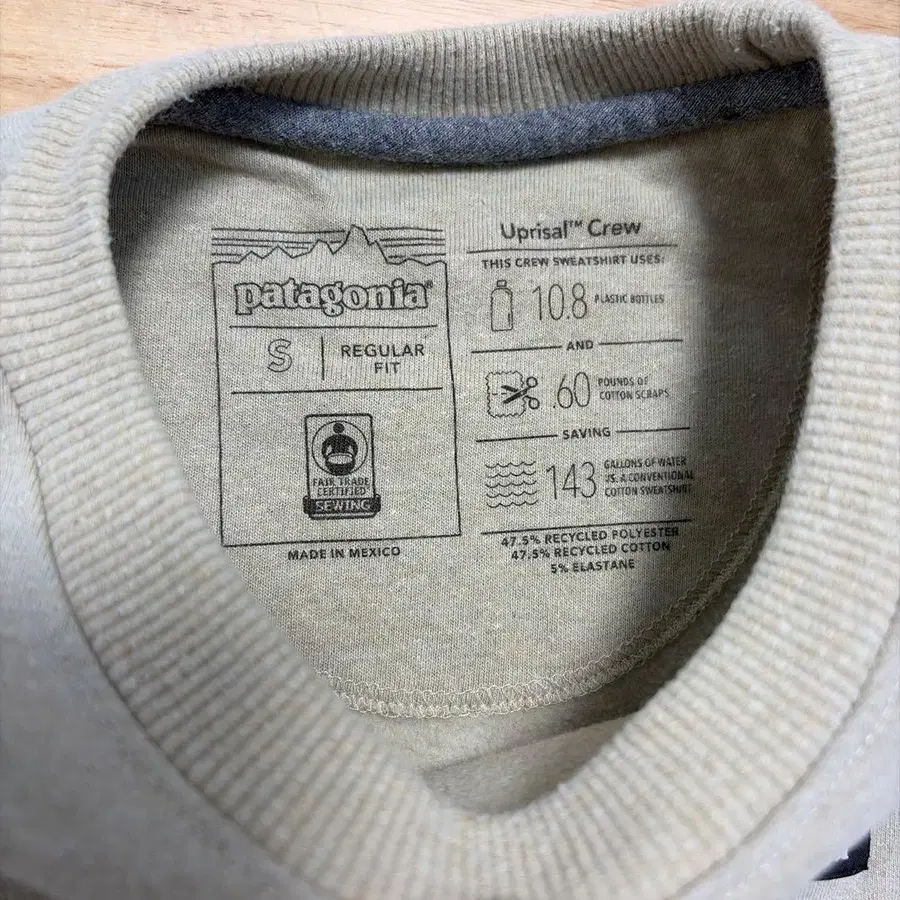 patagonia®
S
REGULAR
FIT
FAIR TRADE
CERTIFIED
SEWING
MADE IN MEXICO
Uprisal™ Crew
THIS CREW SWEATSHIRT USES:
10.8 PLASTIC BOTTLES
AND
.60 POUNDS OF
COTTON SCRAPS
SAVING
143 GALLONS OF WATER
VS. A CONVENTIONAL
COTTON SWEATSHIRT
47.5% RECYCLED POLYESTER
47.5% RECYCLED COTTON
5% ELASTANE